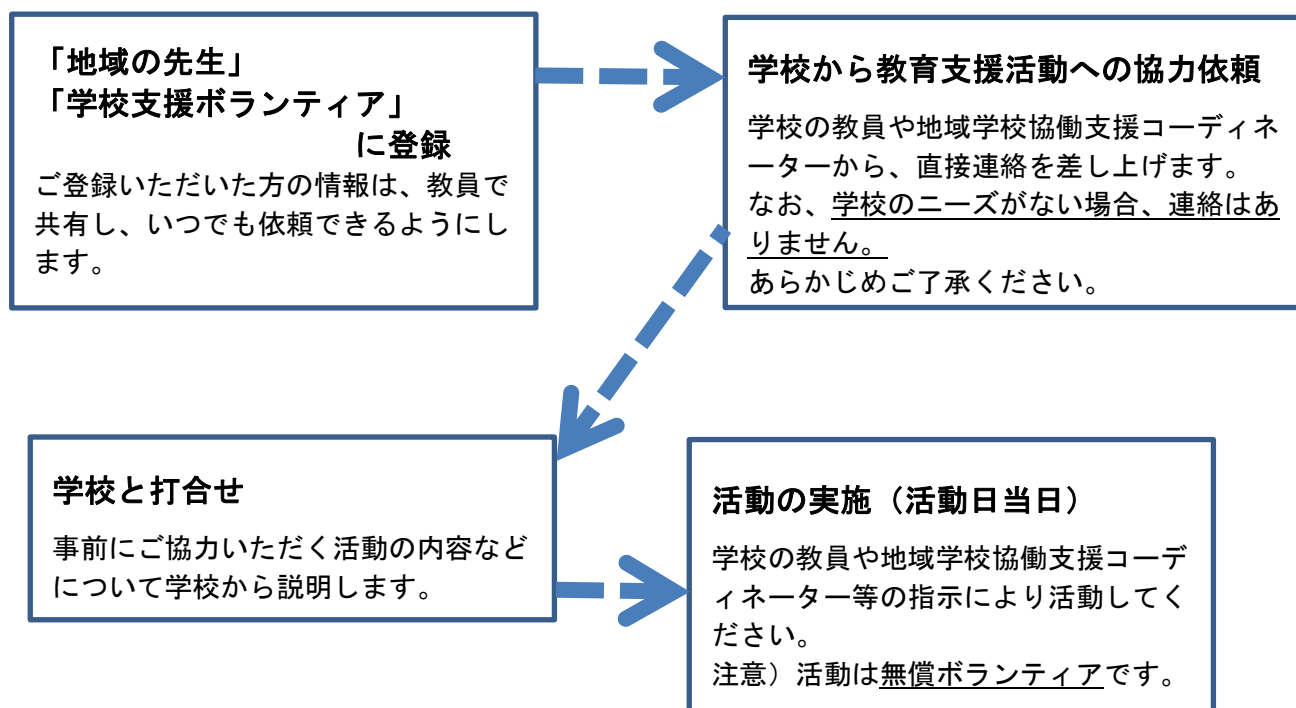 「地域の先生」
「学校支援ボランティア」
に登録
ご登録いただいた方の情報は、教員で
共有し、いつでも依頼できるようにし
ます。
学校から教育支援活動への協力依頼
学校の教員や地域学校協働支援コーディネ
ーターから、直接連絡を差し上げます。
なお、学校のニーズがない場合、連絡はあ
りません。
あらかじめご了承ください。
学校と打合せ
事前にご協力いただく活動の内容など
について学校から説明します。
活動の実施（活動日当日）
学校の教員や地域学校協働支援コーデ
ィネーター等の指示により活動してく
ださい。
注意）活動は無償ボランティアです。